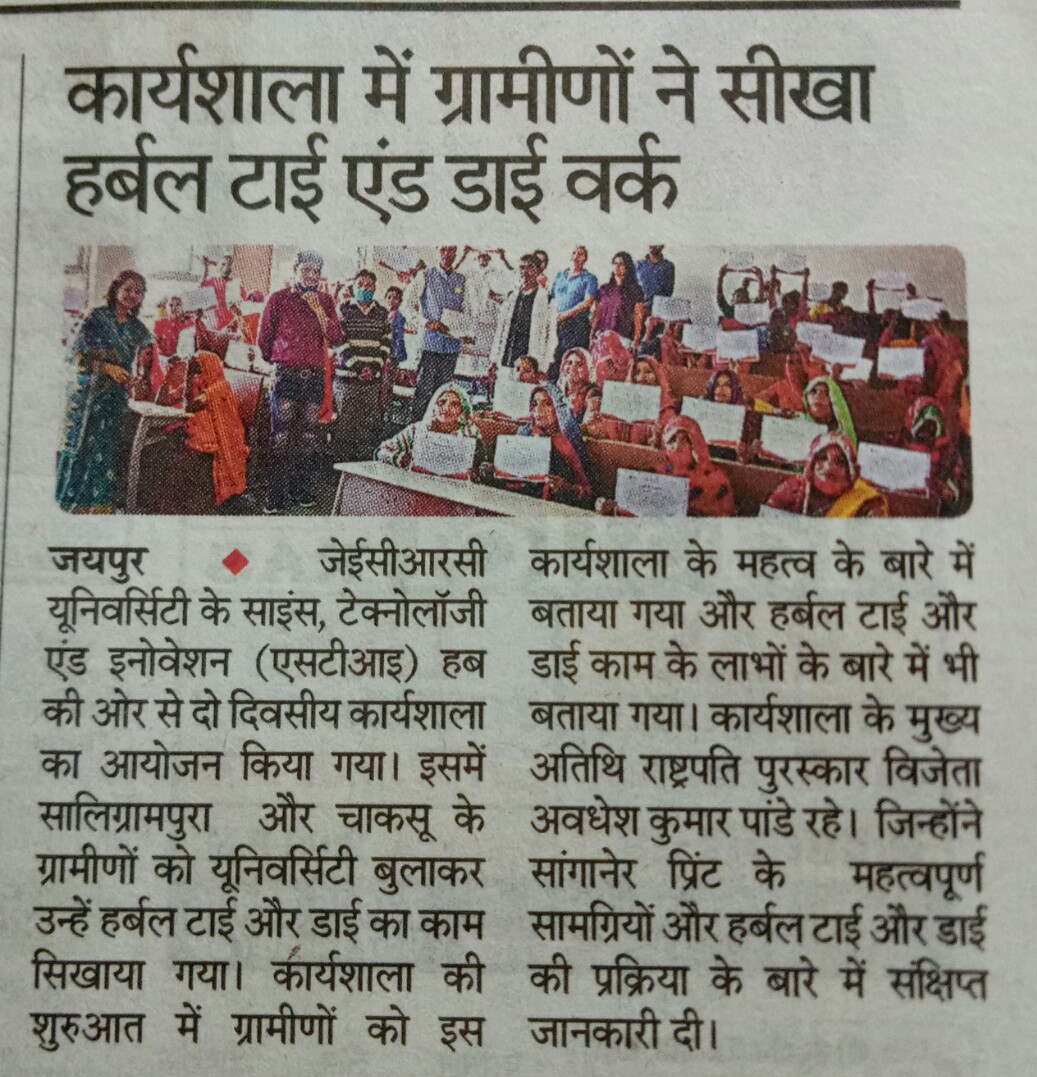 कार्यशाला में ग्रामीणों ने सीखा
हर्बल टाई एंड डाई वर्क
जयपुर ◆ जेईसीआरसी
यूनिवर्सिटी के साइंस, टेक्नोलॉजी
एंड इनोवेशन (एसटीआइ) हब
की ओर से दो दिवसीय कार्यशाला
का आयोजन किया गया। इसमें
सालिग्रामपुरा और चाकसू के
ग्रामीणों को यूनिवर्सिटी बुलाकर
उन्हें हर्बल टाई और डाई का काम
सिखाया गया। कार्यशाला की
शुरुआत में ग्रामीणों को इस
कार्यशाला के महत्व के बारे में
बताया गया और हर्बल टाई और
डाई काम के लाभों के बारे में भी
बताया गया। कार्यशाला के मुख्य
अतिथि राष्ट्रपति पुरस्कार विजेता
अवधेश कुमार पांडे रहे। जिन्होंने
सांगानेर प्रिंट के महत्वपूर्ण
सामग्रियों और हर्बल टाई और डाई
की प्रक्रिया के बारे में संक्षिप्त
जानकारी दी।